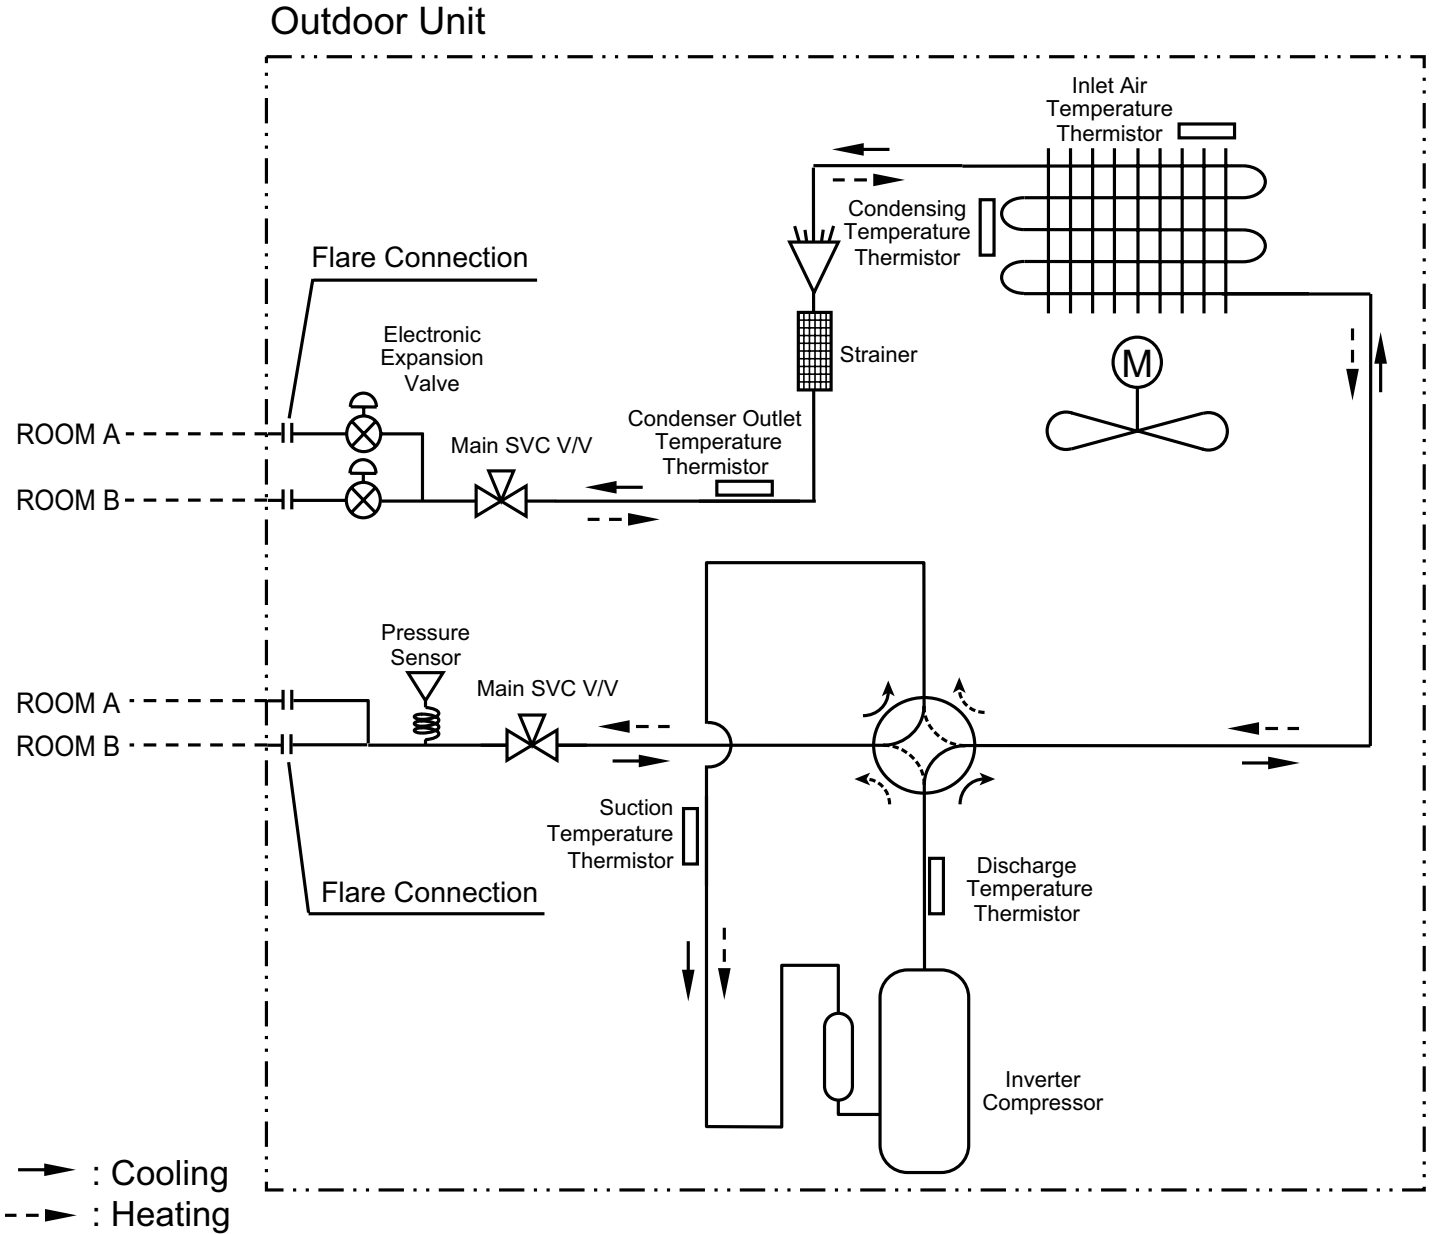 Outdoor Unit
Inlet Air
Temperature
Thermistor
Condensing
Temperature
Thermistor
Flare Connection
Electronic
Expansion
Valve
Strainer
M
Condenser Outlet
Temperature
Thermistor
ROOM A
Main SVC V/V
ROOM B
Pressure
Sensor
ROOM A
Main SVC V/V
ROOM B
Suction
Temperature
Thermistor
Flare Connection
Discharge
Temperature
Thermistor
Inverter
Compressor
: Cooling
: Heating